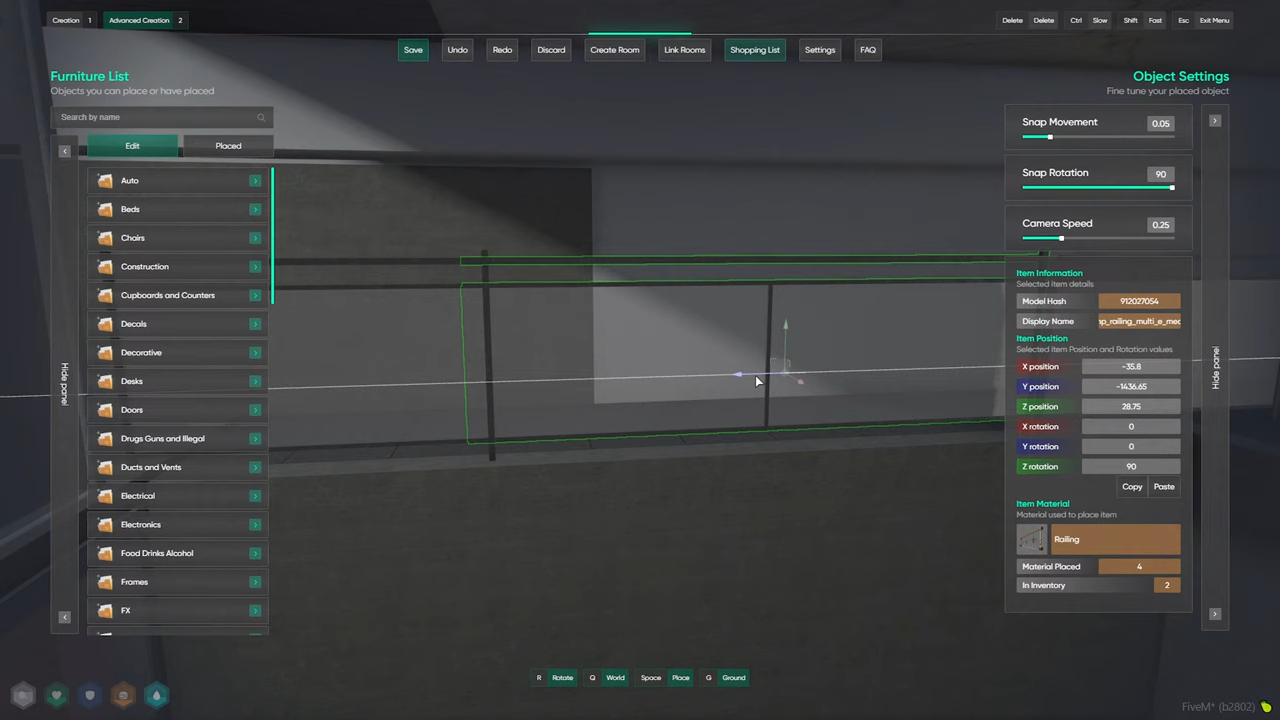 Creation 1 Advanced Creation 2 Delete Delete Ctrl Slow Shift Fast Esc Exit Menu
Save Undo Redo Discard Create Room Link Rooms Shopping List Settings FAQ
Furniture List
Objects you can place or have placed
Search by name
Edit Placed
Auto
Beds
Chairs
Construction
Cupboards and Counters
Decals
Decorative
Desks
Doors
Drugs Guns and Illegal
Ducts and Vents
Electrical
Electronics
Food Drinks Alcohol
Frames
FX
Hide panel
Object Settings
Fine tune your placed object
Snap Movement 0.05
Snap Rotation 90
Camera Speed 0.25
Item Information
Selected item details
Model Hash 912027054
Display Name np_railing_multi_e_med
Item Position
Selected item Position and Rotation values
X position -35.8
Y position -1436.65
Z position 28.75
X rotation 0
Y rotation 0
Z rotation 90
Copy Paste
Item Material
Material used to place item
Railing
Material Placed 4
In Inventory 2
Hide panel
R Rotate Q World Space Place G Ground
FiveM* (b2802)